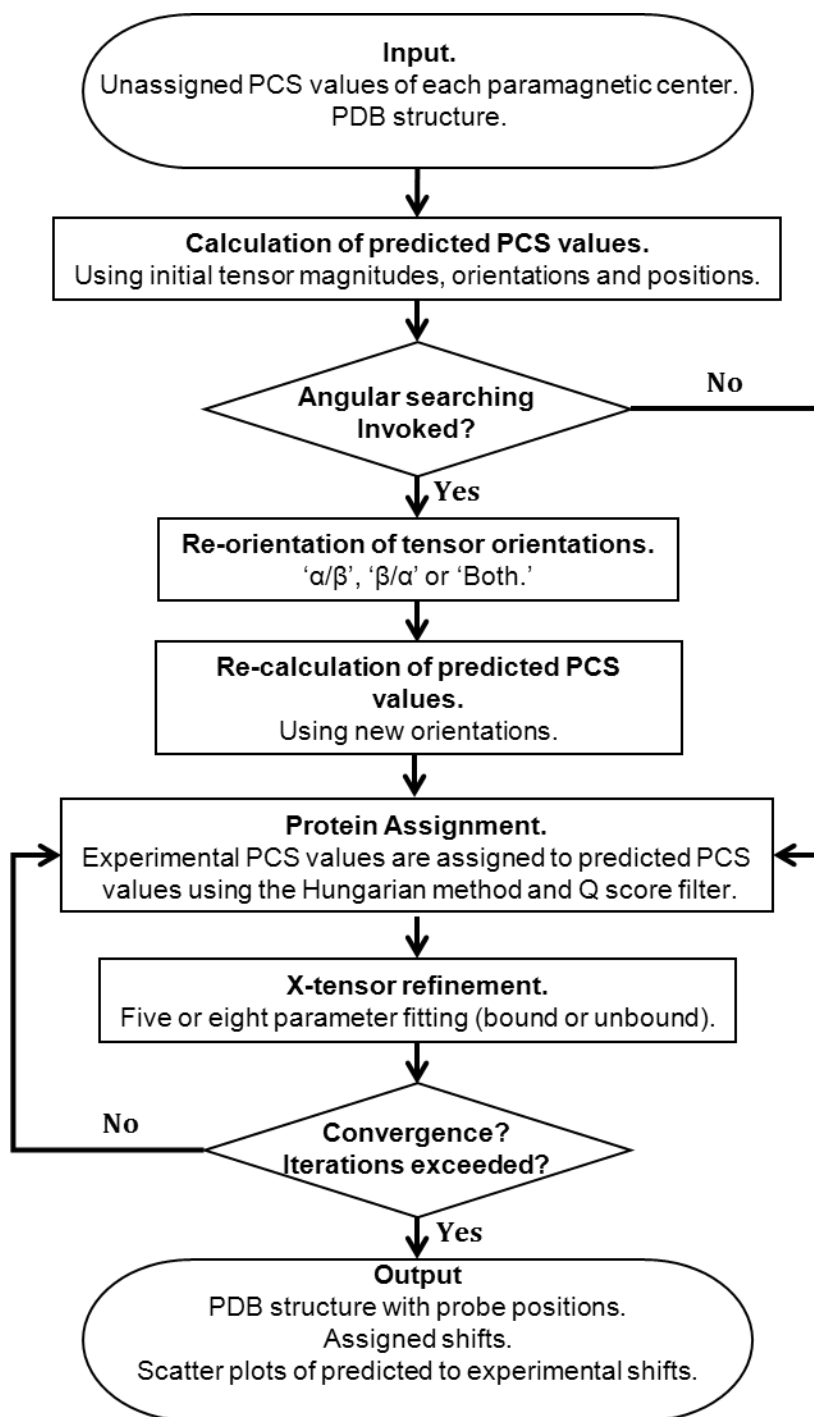 Input.
Unassigned PCS values of each paramagnetic center.
PDB structure.
Calculation of predicted PCS values.
Using initial tensor magnitudes, orientations and positions.
Angular searching
Invoked?
No
Yes
Re-orientation of tensor orientations.
‘α/β’, ‘β/α’ or ‘Both.’
Re-calculation of predicted PCS
values.
Using new orientations.
Protein Assignment.
Experimental PCS values are assigned to predicted PCS
values using the Hungarian method and Q score filter.
X-tensor refinement.
Five or eight parameter fitting (bound or unbound).
No
Convergence?
Iterations exceeded?
Yes
Output
PDB structure with probe positions.
Assigned shifts.
Scatter plots of predicted to experimental shifts.